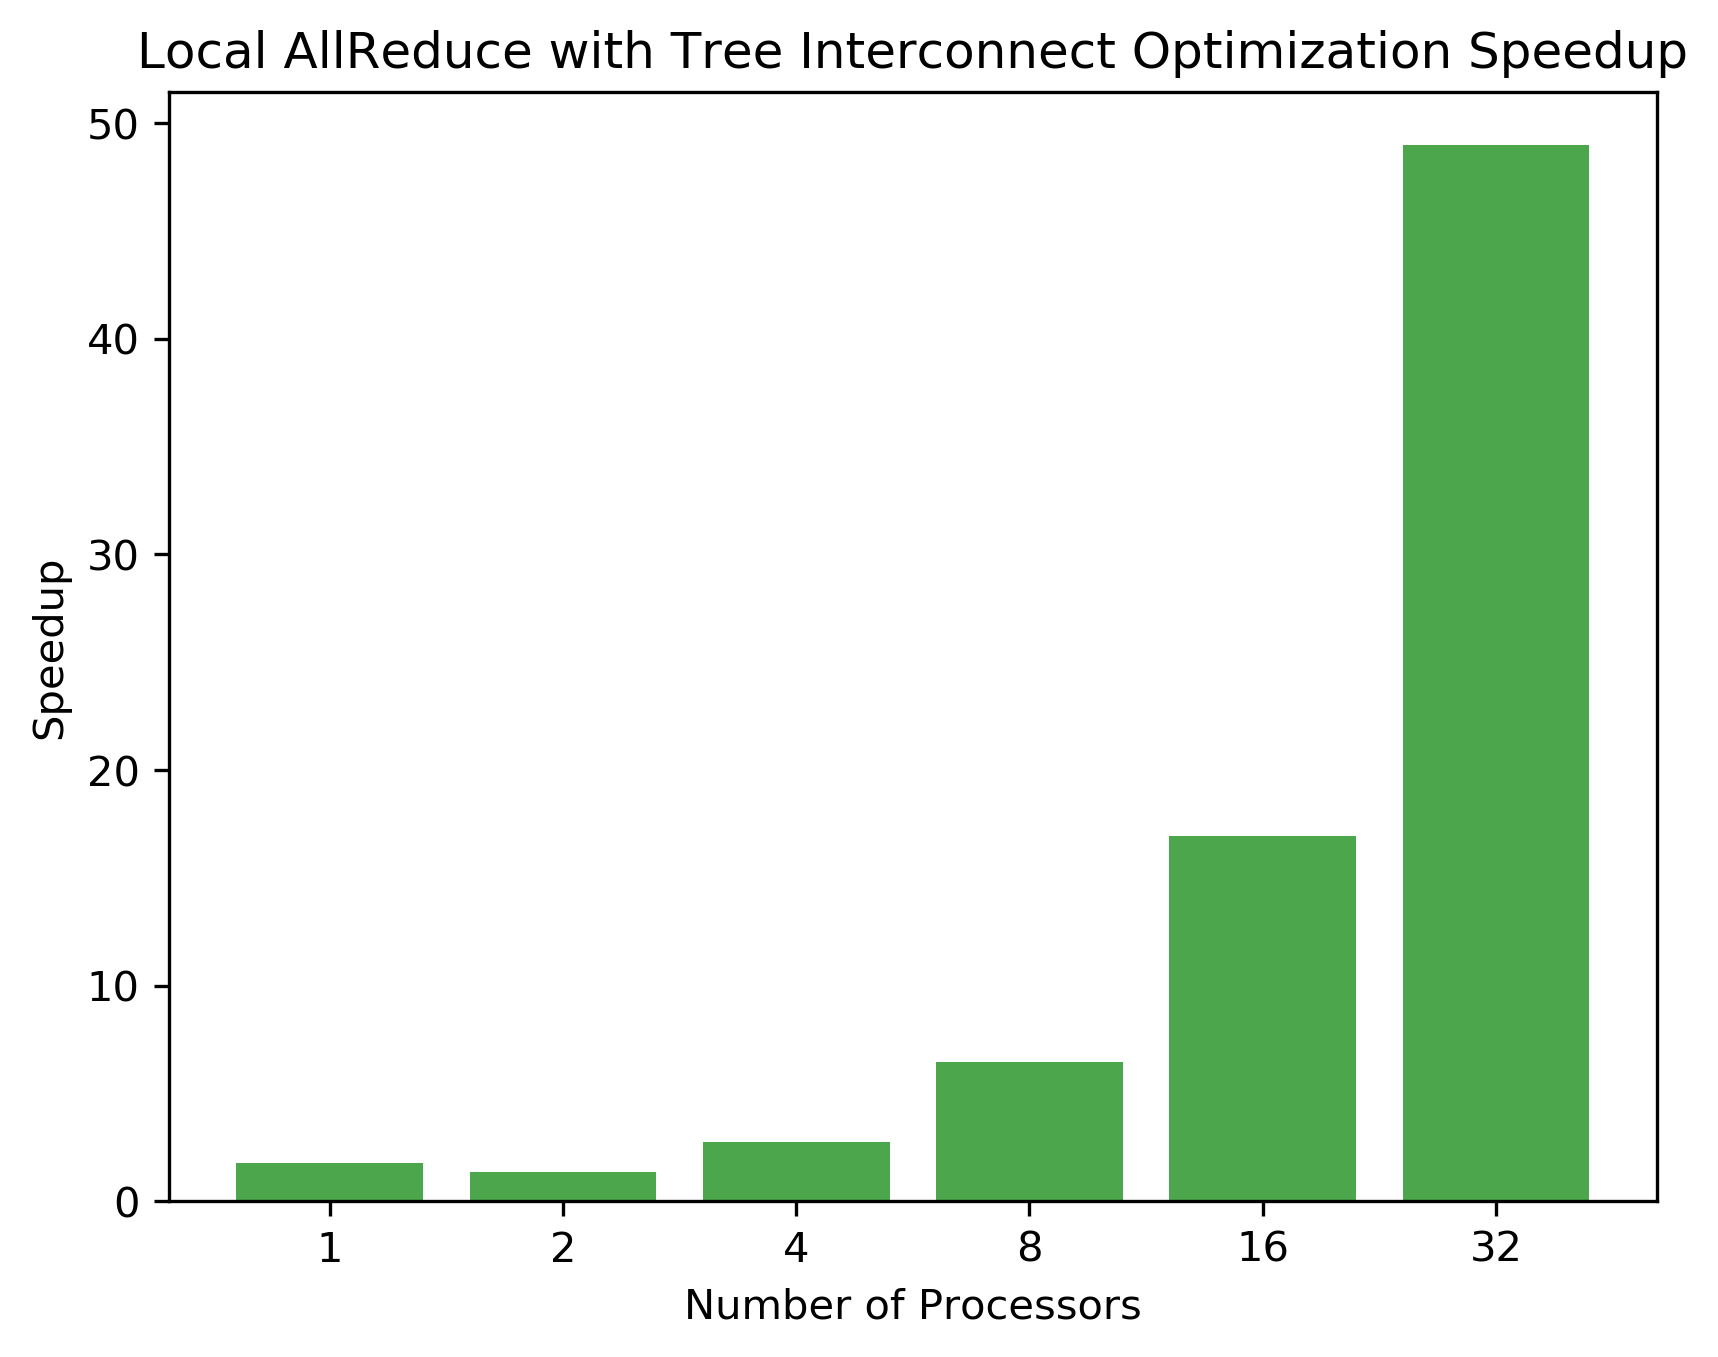 Local AllReduce with Tree Interconnect Optimization Speedup
50
40
30
20
10
0
Speedup
1 2 4 8 16 32
Number of Processors